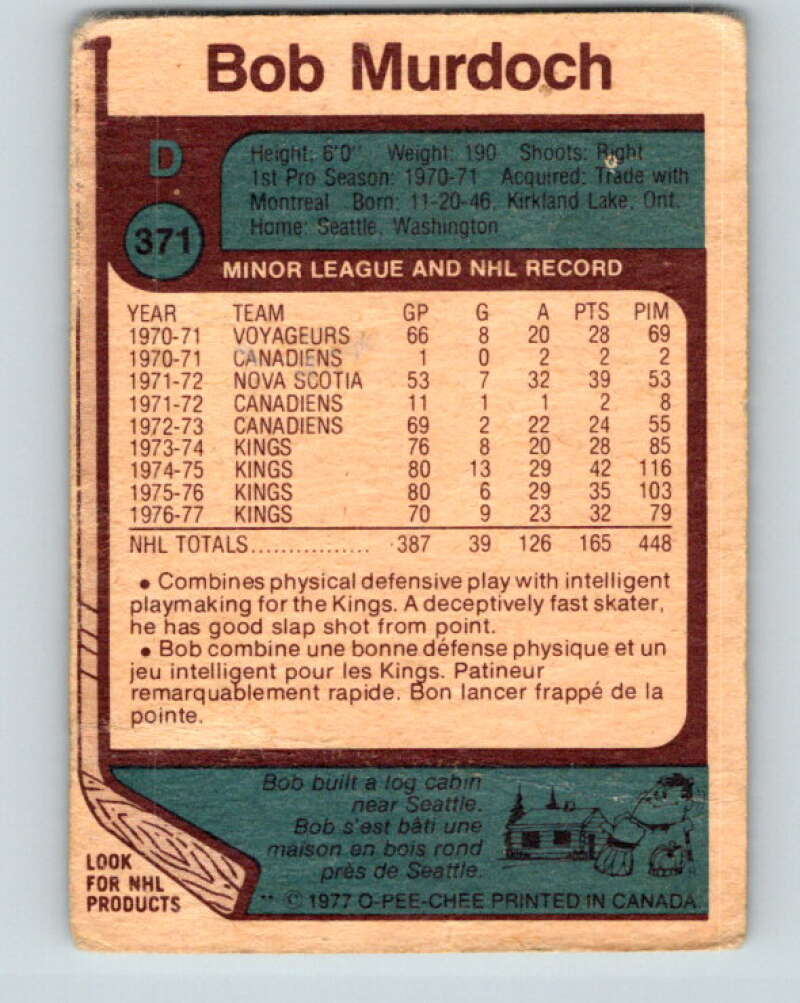 Bob Murdoch
D
371
Height: 6'0" Weight: 190 Shoots: Right
1st Pro Season: 1970-71 Acquired: Trade with
Montreal Born: 11-20-46, Kirkland Lake, Ont.
Home: Seattle, Washington
MINOR LEAGUE AND NHL RECORD
YEAR TEAM GP G A PTS PIM
1970-71 VOYAGEURS 66 8 20 28 69
1970-71 CANADIENS 1 0 2 2 2
1971-72 NOVA SCOTIA 53 7 32 39 53
1971-72 CANADIENS 11 1 1 2 8
1972-73 CANADIENS 69 2 22 24 55
1973-74 KINGS 76 8 20 28 85
1974-75 KINGS 80 13 29 42 116
1975-76 KINGS 80 6 29 35 103
1976-77 KINGS 70 9 23 32 79
NHL TOTALS................ 387 39 126 165 448
• Combines physical defensive play with intelligent
playmaking for the Kings. A deceptively fast skater,
he has good slap shot from point.
• Bob combine une bonne défense physique et un
jeu intelligent pour les Kings. Patineur
remarquablement rapide. Bon lancer frappé de la
pointe.
Bob built a log cabin
near Seattle.
Bob s'est bâti une
maison en bois rond
près de Seattle.
LOOK
FOR NHL
PRODUCTS
** © 1977 O-PEE-CHEE PRINTED IN CANADA